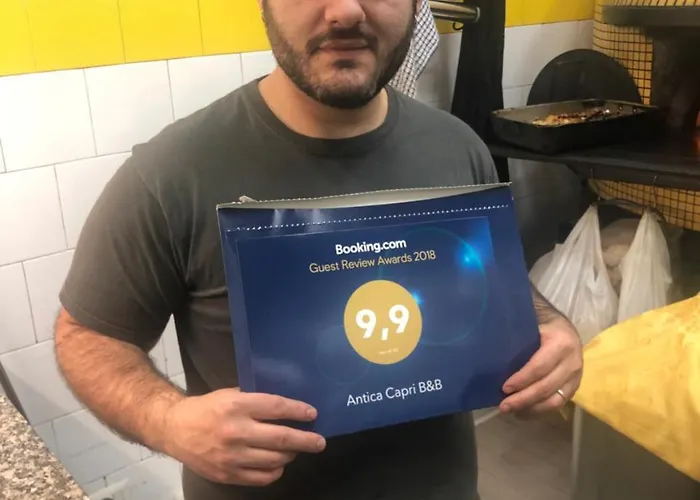 Booking.com
Guest Review Awards 2018
9,9
Antica Capri B&B